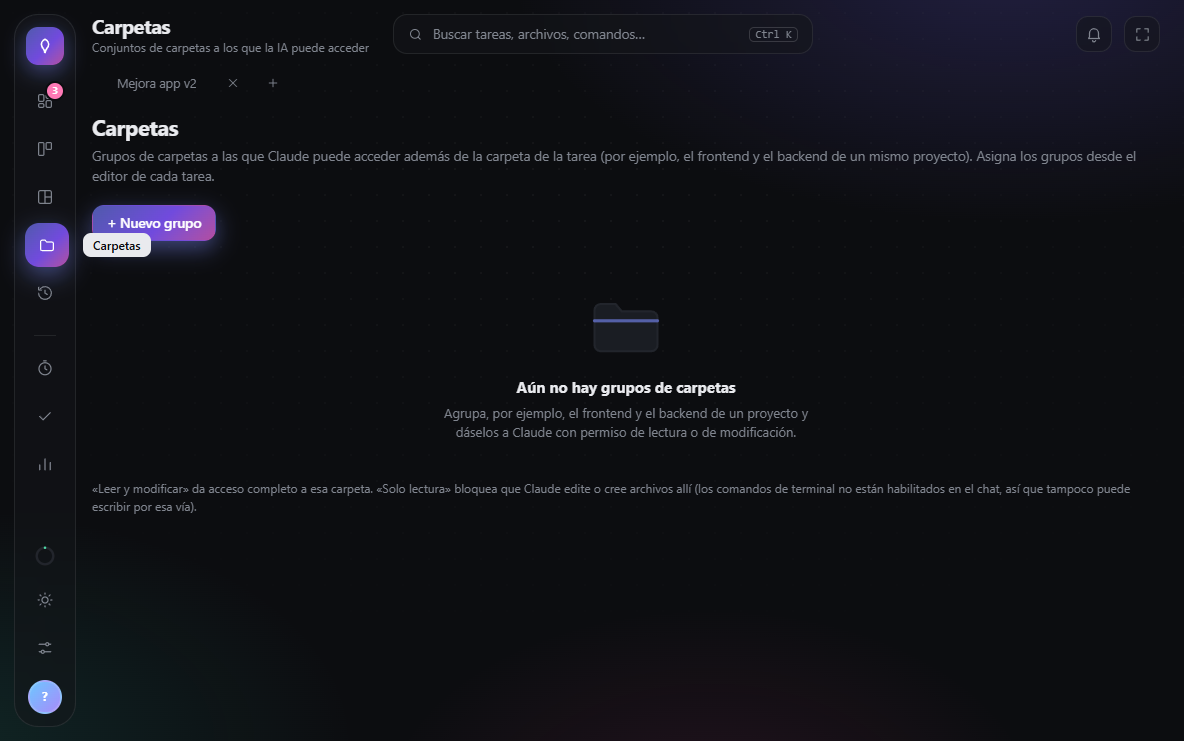 Carpetas
Conjuntos de carpetas a los que la IA puede acceder
Buscar tareas, archivos, comandos...
Ctrl K
3
Mejora app v2
Carpetas
Grupos de carpetas a las que Claude puede acceder además de la carpeta de la tarea (por ejemplo, el frontend y el backend de un mismo proyecto). Asigna los grupos desde el
editor de cada tarea.
+ Nuevo grupo
Carpetas
Aún no hay grupos de carpetas
Agrupa, por ejemplo, el frontend y el backend de un proyecto y
dáselos a Claude con permiso de lectura o de modificación.
«Leer y modificar» da acceso completo a esa carpeta. «Solo lectura» bloquea que Claude edite o cree archivos allí (los comandos de terminal no están habilitados en el chat, así que tampoco puede
escribir por esa vía).
?